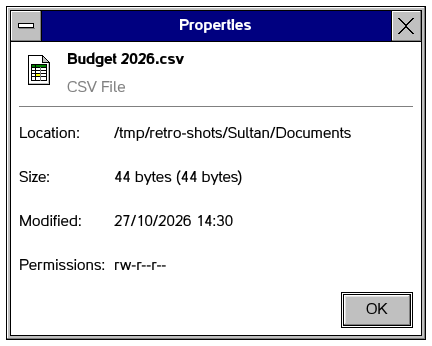 Properties
Budget 2026.csv
CSV File
Location: /tmp/retro-shots/Sultan/Documents
Size: 44 bytes (44 bytes)
Modified: 27/10/2026 14:30
Permissions: rw-r--r--
OK